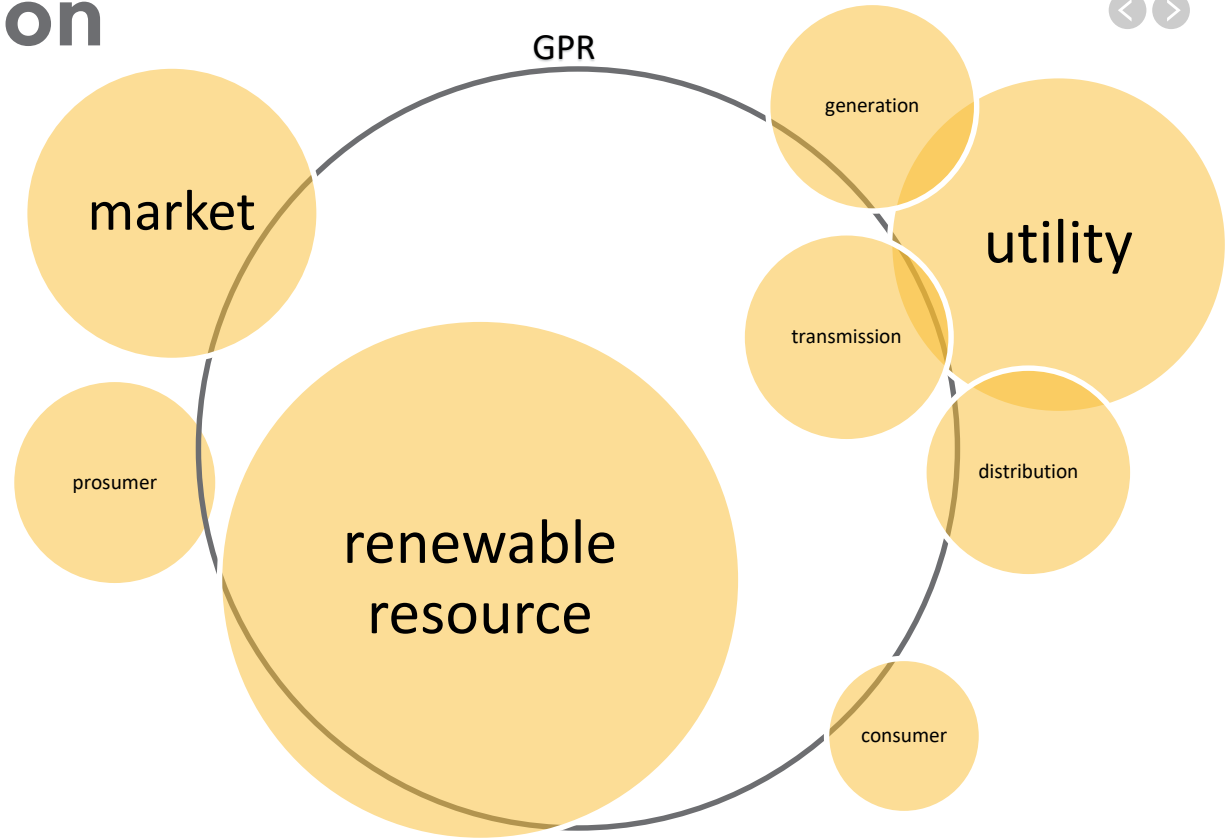 on
GPR
generation
market
utility
transmission
prosumer
distribution
renewable
resource
consumer